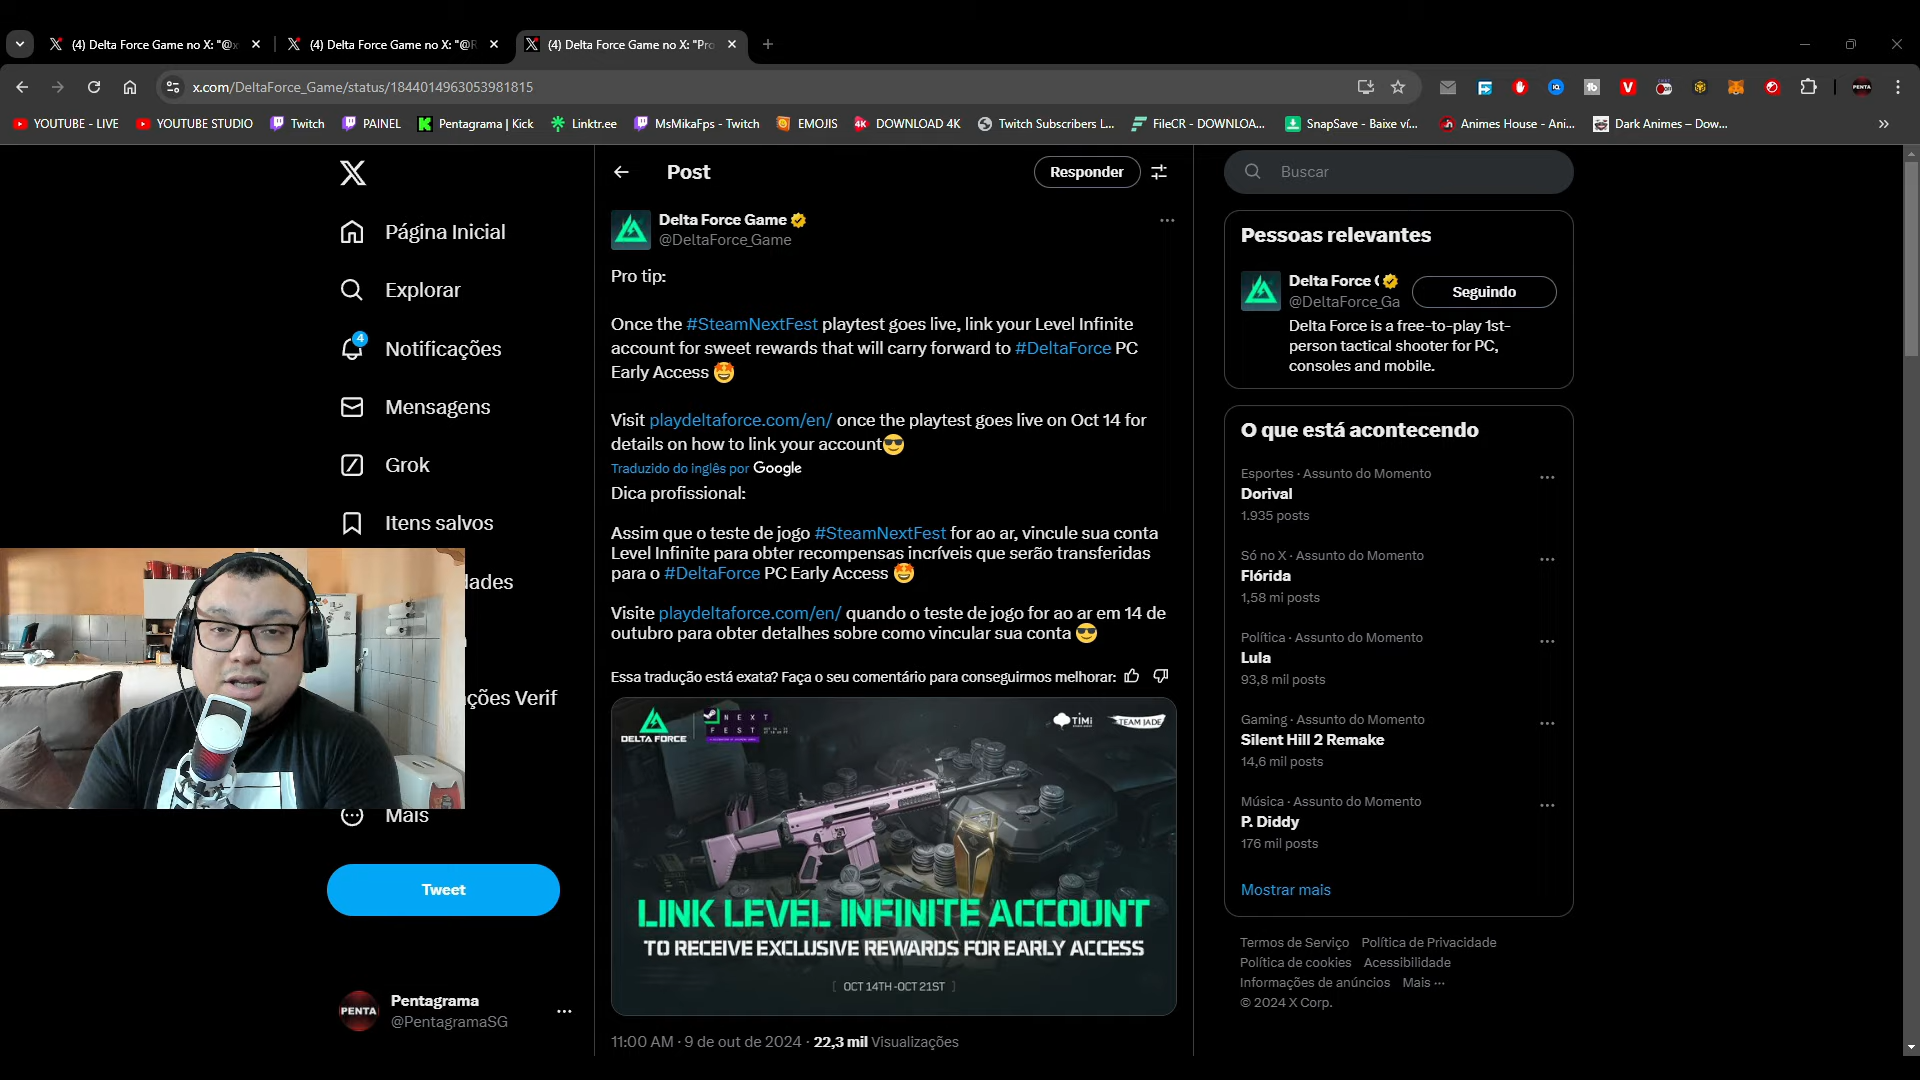 (4) Delta Force Game no X: "@x
(4) Delta Force Game no X: "@R
(4) Delta Force Game no X: "Pro
x.com/DeltaForce_Game/status/1844014963053981815
YOUTUBE - LIVE
YOUTUBE STUDIO
Twitch
PAINEL
Pentagrama | Kick
Linktr.ee
MsMikaFps - Twitch
EMOJIS
DOWNLOAD 4K
Twitch Subscribers L...
FileCR - DOWNLOA...
SnapSave - Baixe ví...
Animes House - Ani...
Dark Animes – Dow...
Página Inicial
Explorar
4
Notificações
Mensagens
Grok
Itens salvos
dades
ções Verif
Mais
Tweet
PENTA
Pentagrama
@PentagramaSG
Post
Responder
Delta Force Game
@DeltaForce_Game
Pro tip:
Once the #SteamNextFest playtest goes live, link your Level Infinite
account for sweet rewards that will carry forward to #DeltaForce PC
Early Access 🤩
Visit playdeltaforce.com/en/ once the playtest goes live on Oct 14 for
details on how to link your account😎
Traduzido do inglês por Google
Dica profissional:
Assim que o teste de jogo #SteamNextFest for ao ar, vincule sua conta
Level Infinite para obter recompensas incríveis que serão transferidas
para o #DeltaForce PC Early Access 🤩
Visite playdeltaforce.com/en/ quando o teste de jogo for ao ar em 14 de
outubro para obter detalhes sobre como vincular sua conta 😎
Essa tradução está exata? Faça o seu comentário para conseguirmos melhorar:
DELTA FORCE
NEXT
FEST
TiMi
TEAM JADE
LINK LEVEL INFINITE ACCOUNT
TO RECEIVE EXCLUSIVE REWARDS FOR EARLY ACCESS
[ OCT 14TH -OCT 21ST ]
11:00 AM · 9 de out de 2024 · 22,3 mil Visualizações
Buscar
Pessoas relevantes
Delta Force (
@DeltaForce_Ga
Seguindo
Delta Force is a free-to-play 1st-
person tactical shooter for PC,
consoles and mobile.
O que está acontecendo
Esportes · Assunto do Momento
Dorival
1.935 posts
Só no X · Assunto do Momento
Flórida
1,58 mi posts
Política · Assunto do Momento
Lula
93,8 mil posts
Gaming · Assunto do Momento
Silent Hill 2 Remake
14,6 mil posts
Música · Assunto do Momento
P. Diddy
176 mil posts
Mostrar mais
Termos de Serviço Política de Privacidade
Política de cookies Acessibilidade
Informações de anúncios Mais ···
© 2024 X Corp.